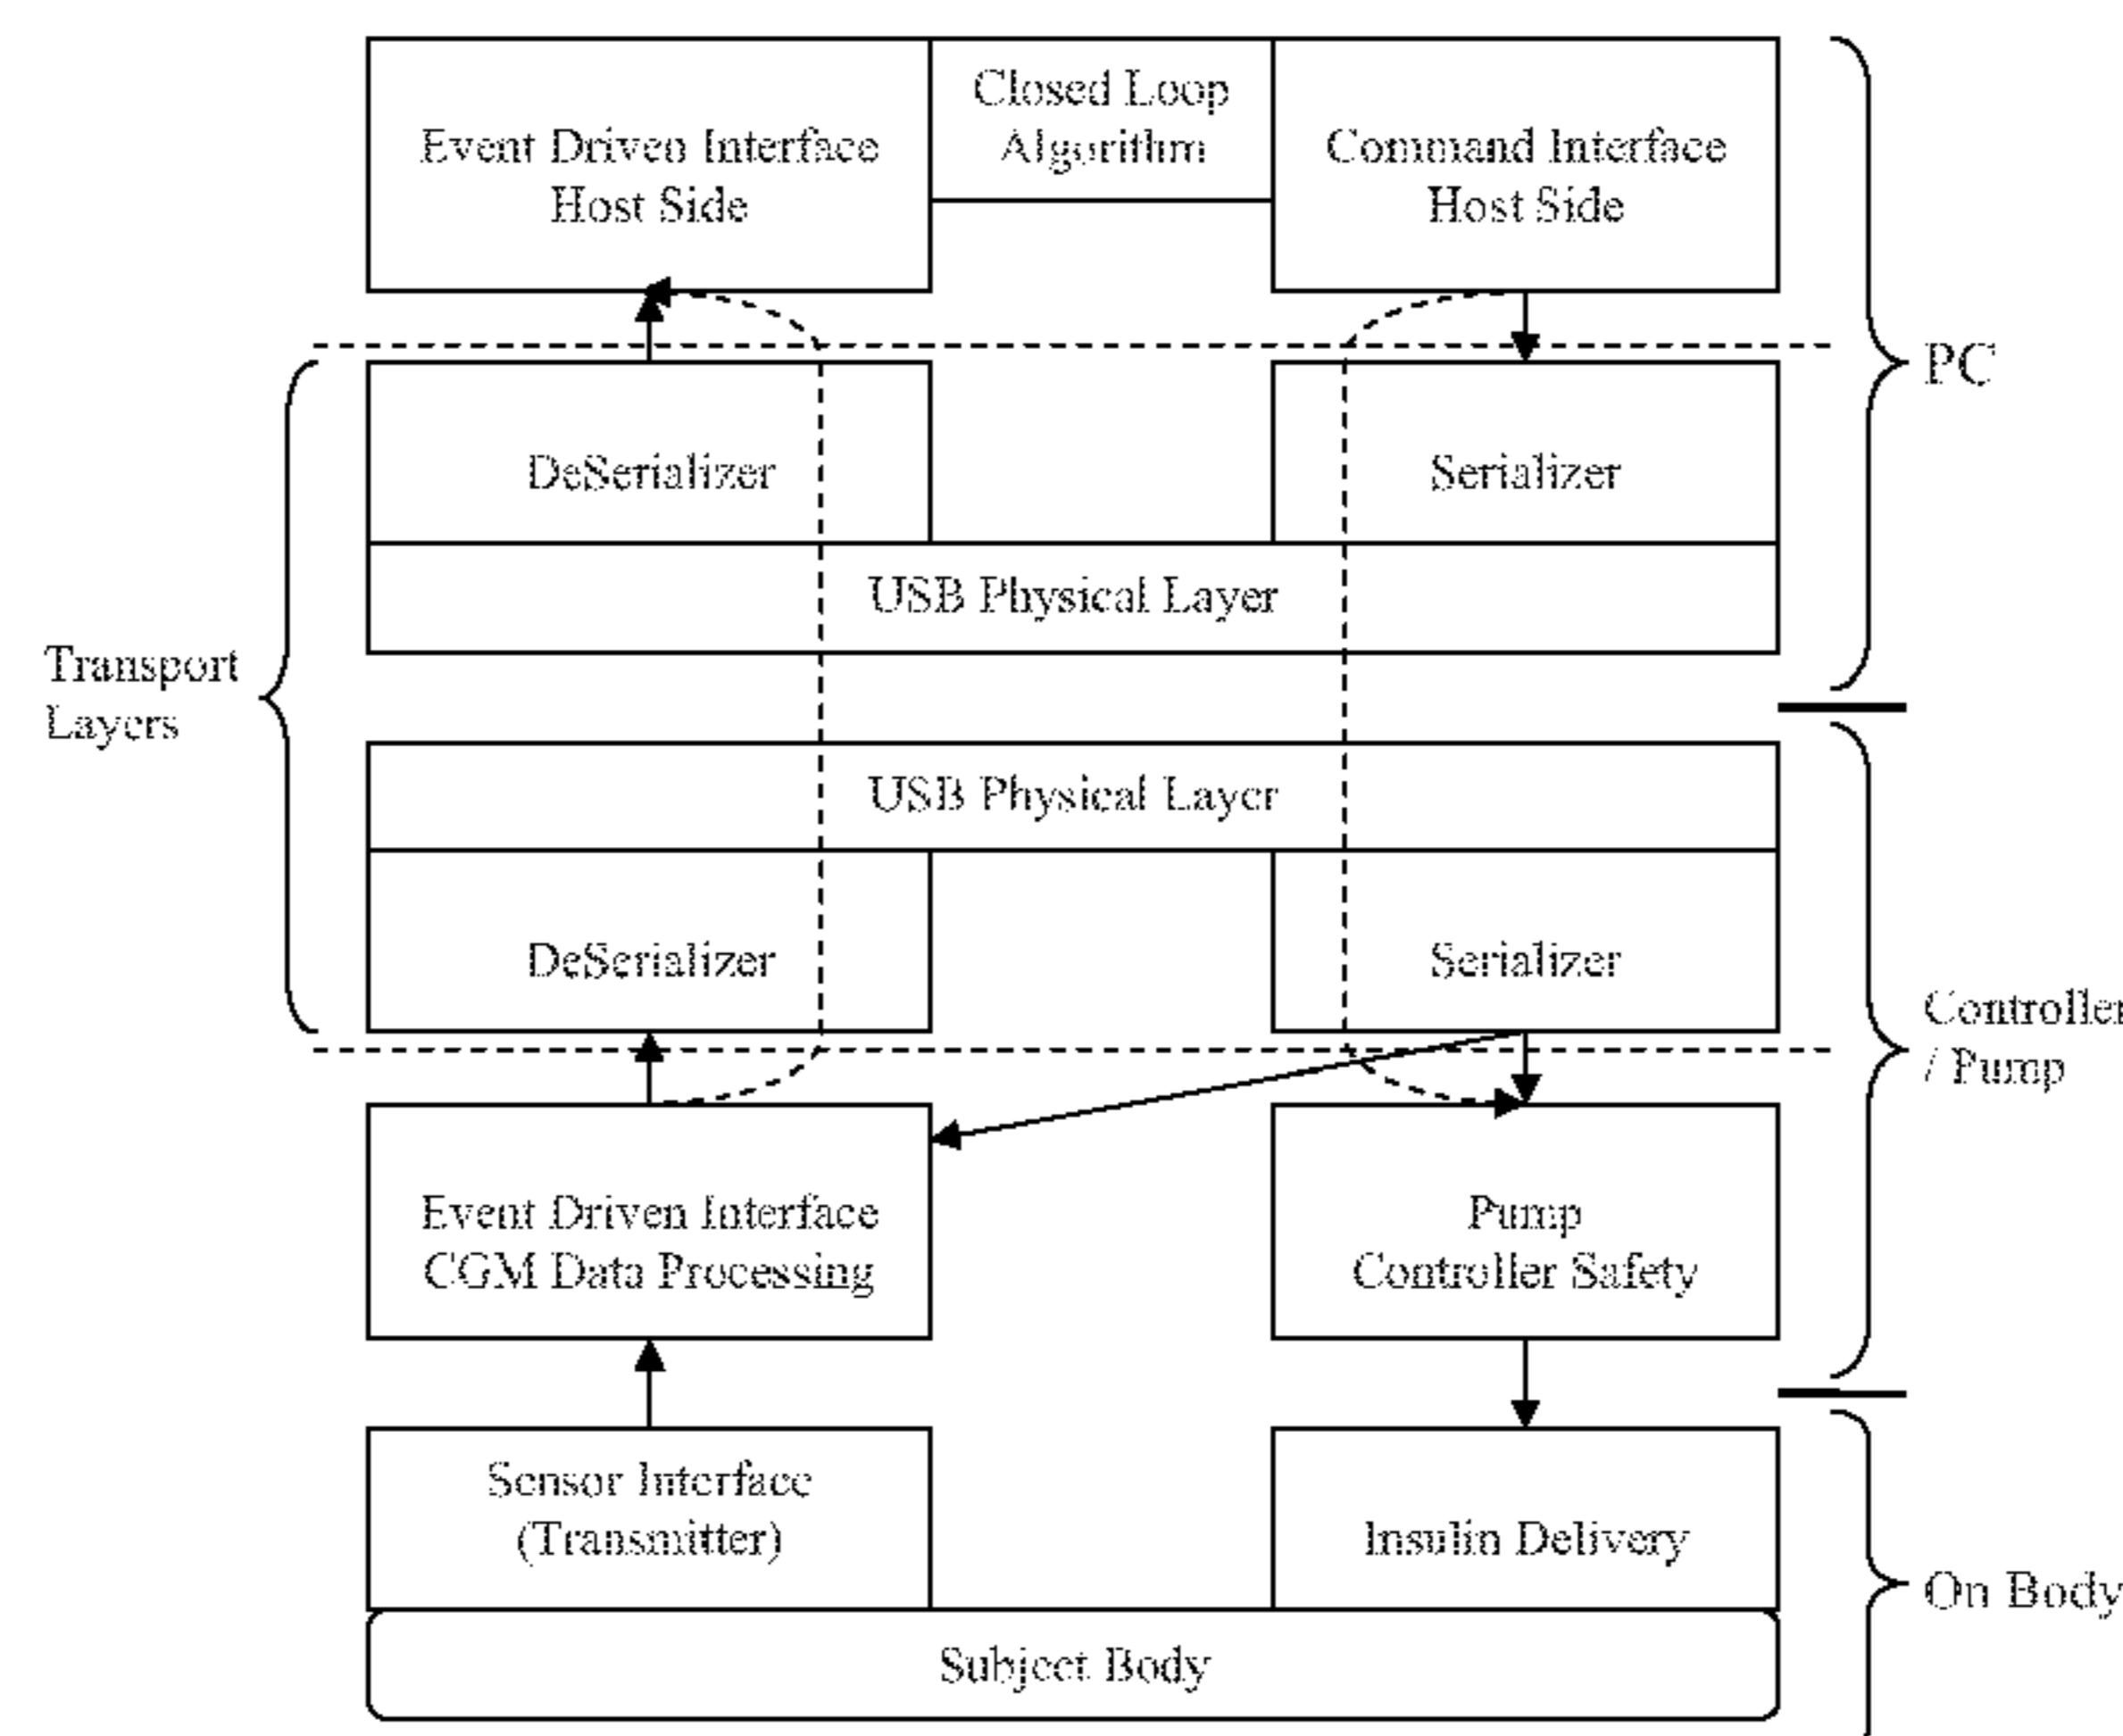 Closed Loop
Algorithm
Event Driven Interface
Host Side
Command Interface
Host Side
PC
DeSerializer
Serializer
USB Physical Layer
Transport
Layers
USB Physical Layer
DeSerializer
Serializer
Controller
/ Pump
Event Driven Interface
CGM Data Processing
Pump
Controller Safety
Sensor Interface
(Transmitter)
Insulin Delivery
On Body
Subject Body